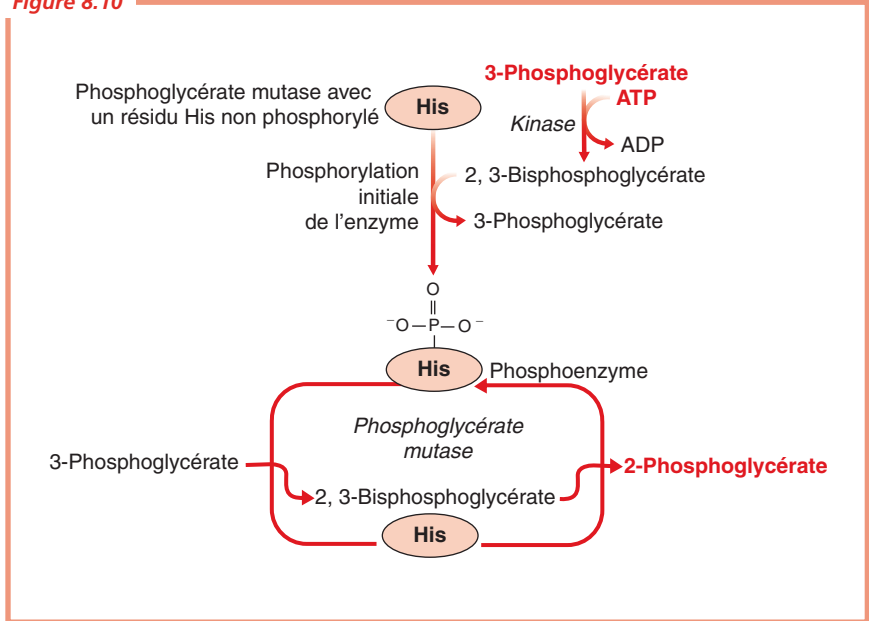 Figure 8.10
3-Phosphoglycérate
Phosphoglycérate mutase avec
un résidu His non phosphorylé
His
ATP
Kinase
ADP
Phosphorylation
initiale
de l'enzyme
2, 3-Bisphosphoglycérate
3-Phosphoglycérate
O
⁻O–P–O⁻
His
Phosphoenzyme
Phosphoglycérate
mutase
3-Phosphoglycérate
2-Phosphoglycérate
2, 3-Bisphosphoglycérate
His